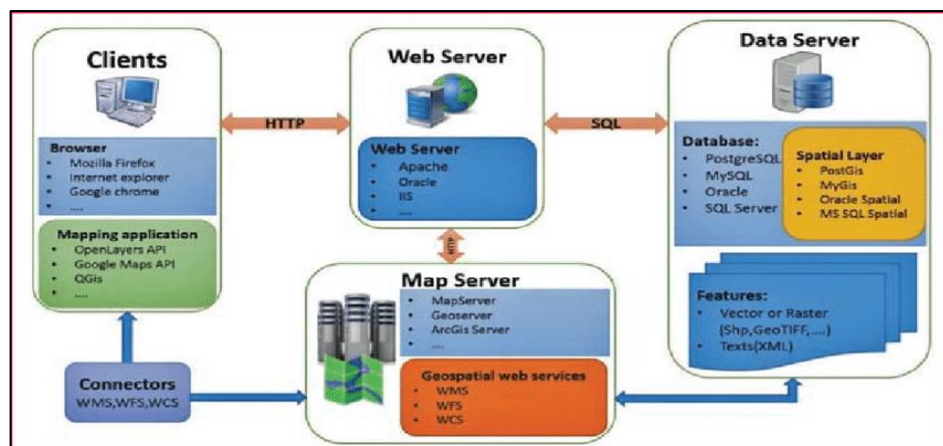 Clients
Browser
• Mozilla Firefox
• Internet explorer
• Google chrome
• ....
Mapping application
• OpenLayers API
• Google Maps API
• QGis
• ....
Connectors
WMS,WFS,WCS
HTTP
Web Server
Web Server
• Apache
• Oracle
• IIS
• ....
SQL
Map Server
• MapServer
• Geoserver
• ArcGis Server
• ....
Geospatial web services
• WMS
• WFS
• WCS
Data Server
Database:
• PostgreSQL
• MySQL
• Oracle
• SQL Server
Spatial Layer
• PostGis
• MyGis
• Oracle Spatial
• MS SQL Spatial
Features:
• Vector or Raster
(Shp,GeoTIFF,....)
• Texts(XML)